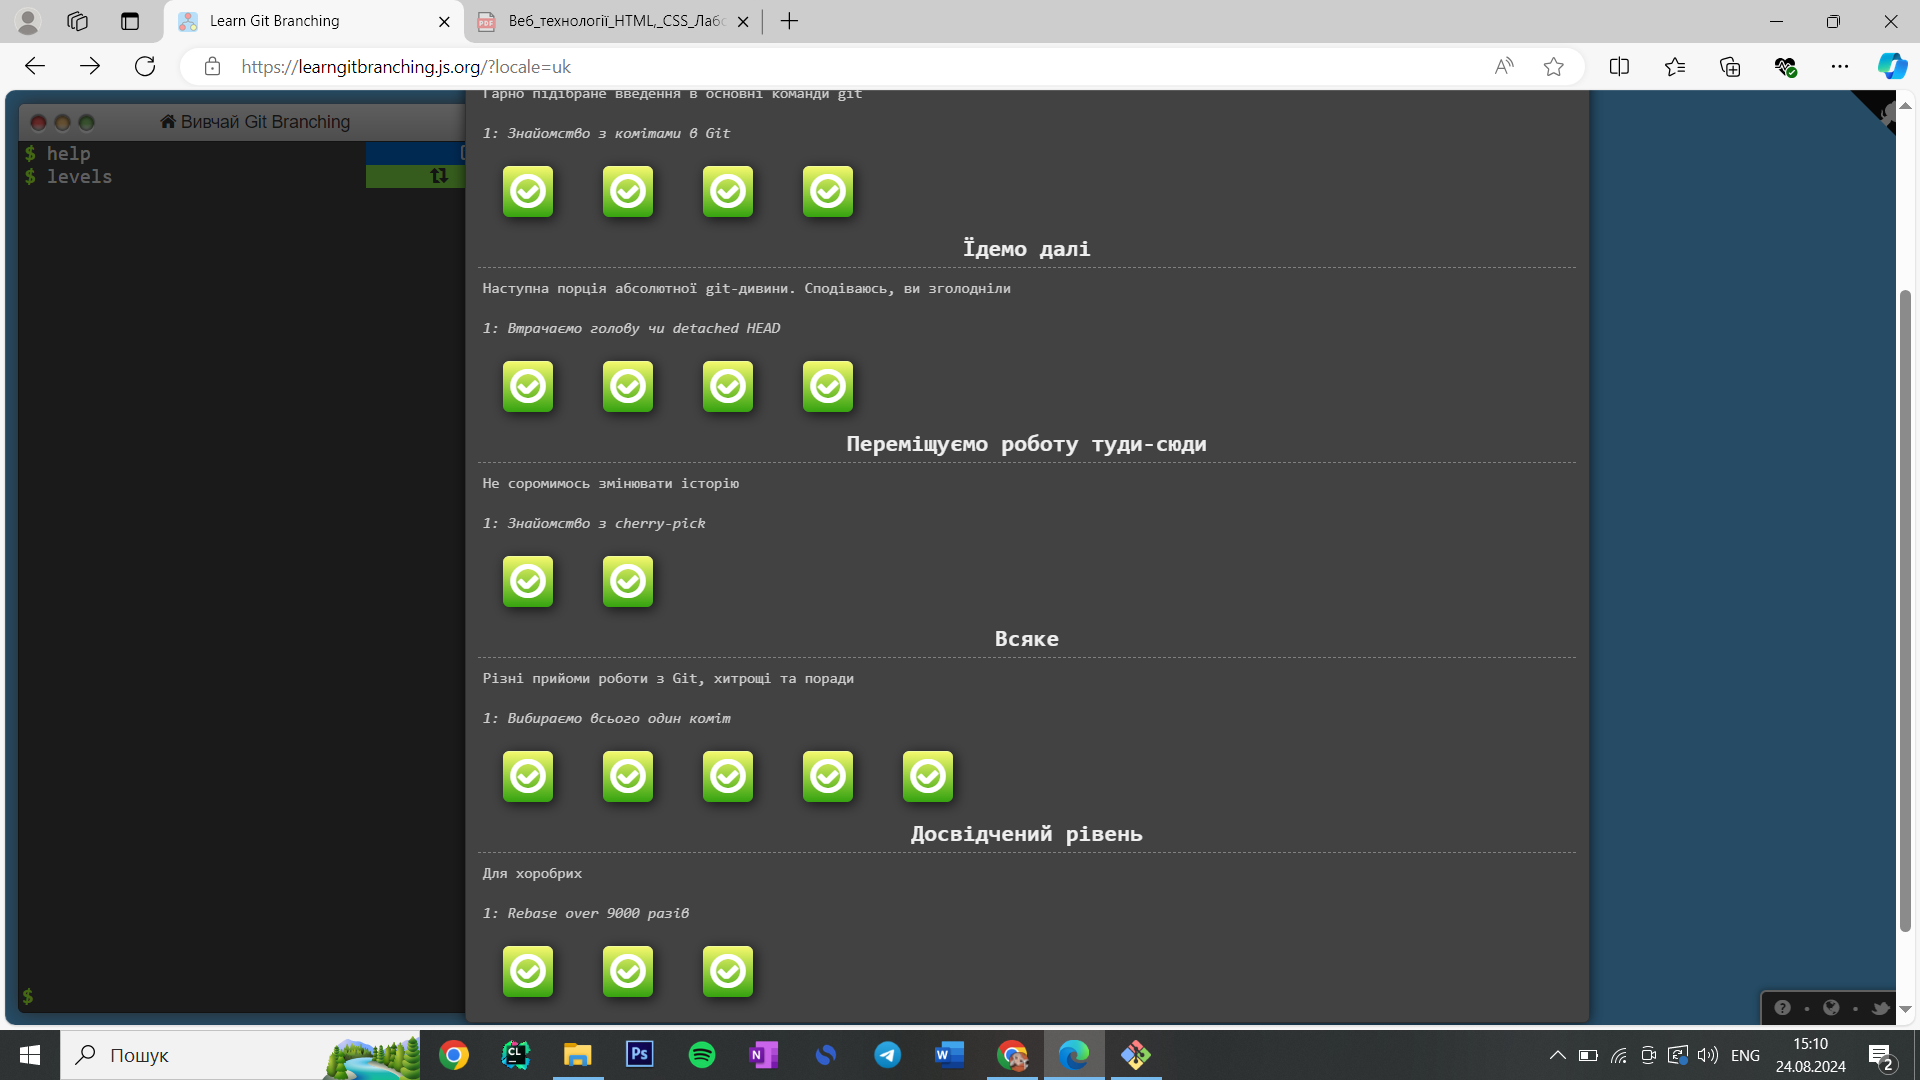 Learn Git Branching
Веб_технології_HTML,_CSS_Лаб
https://learngitbranching.js.org/?locale=uk
Вивчай Git Branching
$ help
$ levels
$
Гарно підібране введення в основні команди git
1: Знайомство з комітами в Git
Їдемо далі
Наступна порція абсолютної git-дивини. Сподіваюсь, ви зголодніли
1: Втрачаємо голову чи detached HEAD
Переміщуємо роботу туди-сюди
Не соромимось змінювати історію
1: Знайомство з cherry-pick
Всяке
Різні прийоми роботи з Git, хитрощі та поради
1: Вибираємо всього один коміт
Досвідчений рівень
Для хоробрих
1: Rebase over 9000 разів
Пошук
ENG
15:10
24.08.2024
2